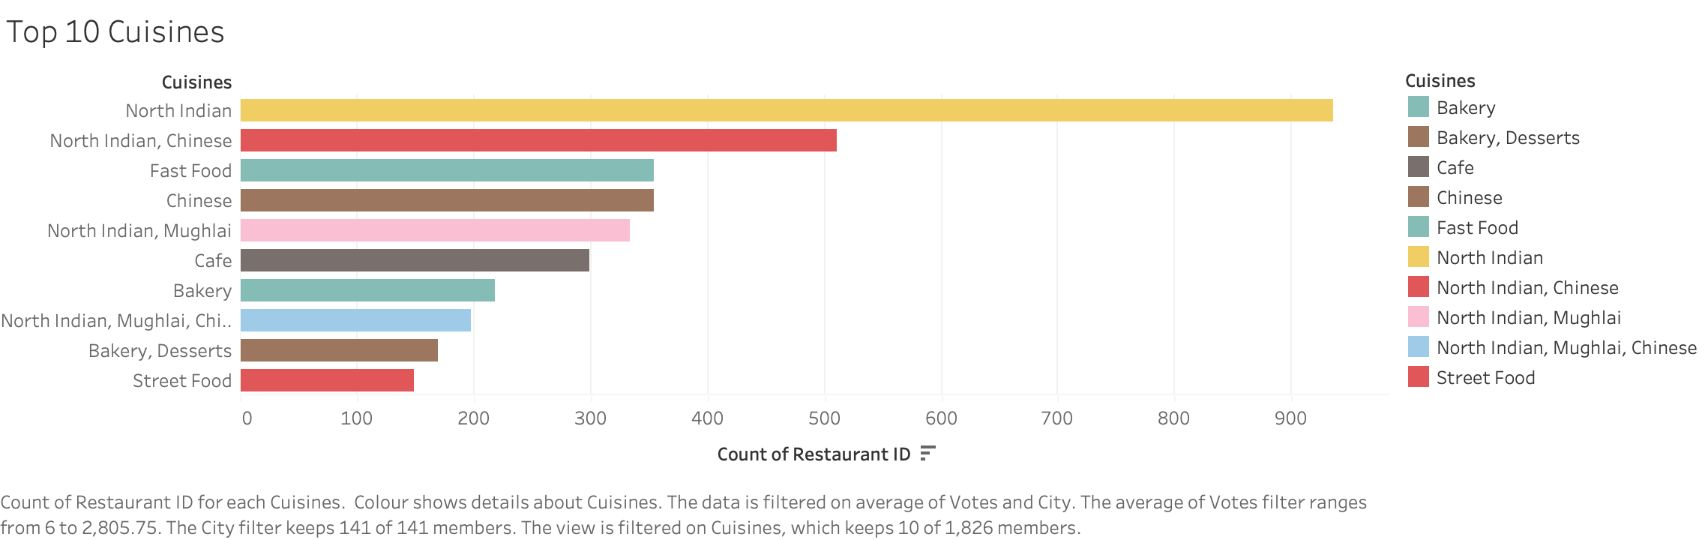 Top 10 Cuisines
Cuisines
North Indian
North Indian, Chinese
Fast Food
Chinese
North Indian, Mughlai
Cafe
Bakery
North Indian, Mughlai, Chi..
Bakery, Desserts
Street Food
0 100 200 300 400 500 600 700 800 900
Count of Restaurant ID
Cuisines
Bakery
Bakery, Desserts
Cafe
Chinese
Fast Food
North Indian
North Indian, Chinese
North Indian, Mughlai
North Indian, Mughlai, Chinese
Street Food
Count of Restaurant ID for each Cuisines.  Colour shows details about Cuisines. The data is filtered on average of Votes and City. The average of Votes filter ranges
from 6 to 2,805.75. The City filter keeps 141 of 141 members. The view is filtered on Cuisines, which keeps 10 of 1,826 members.